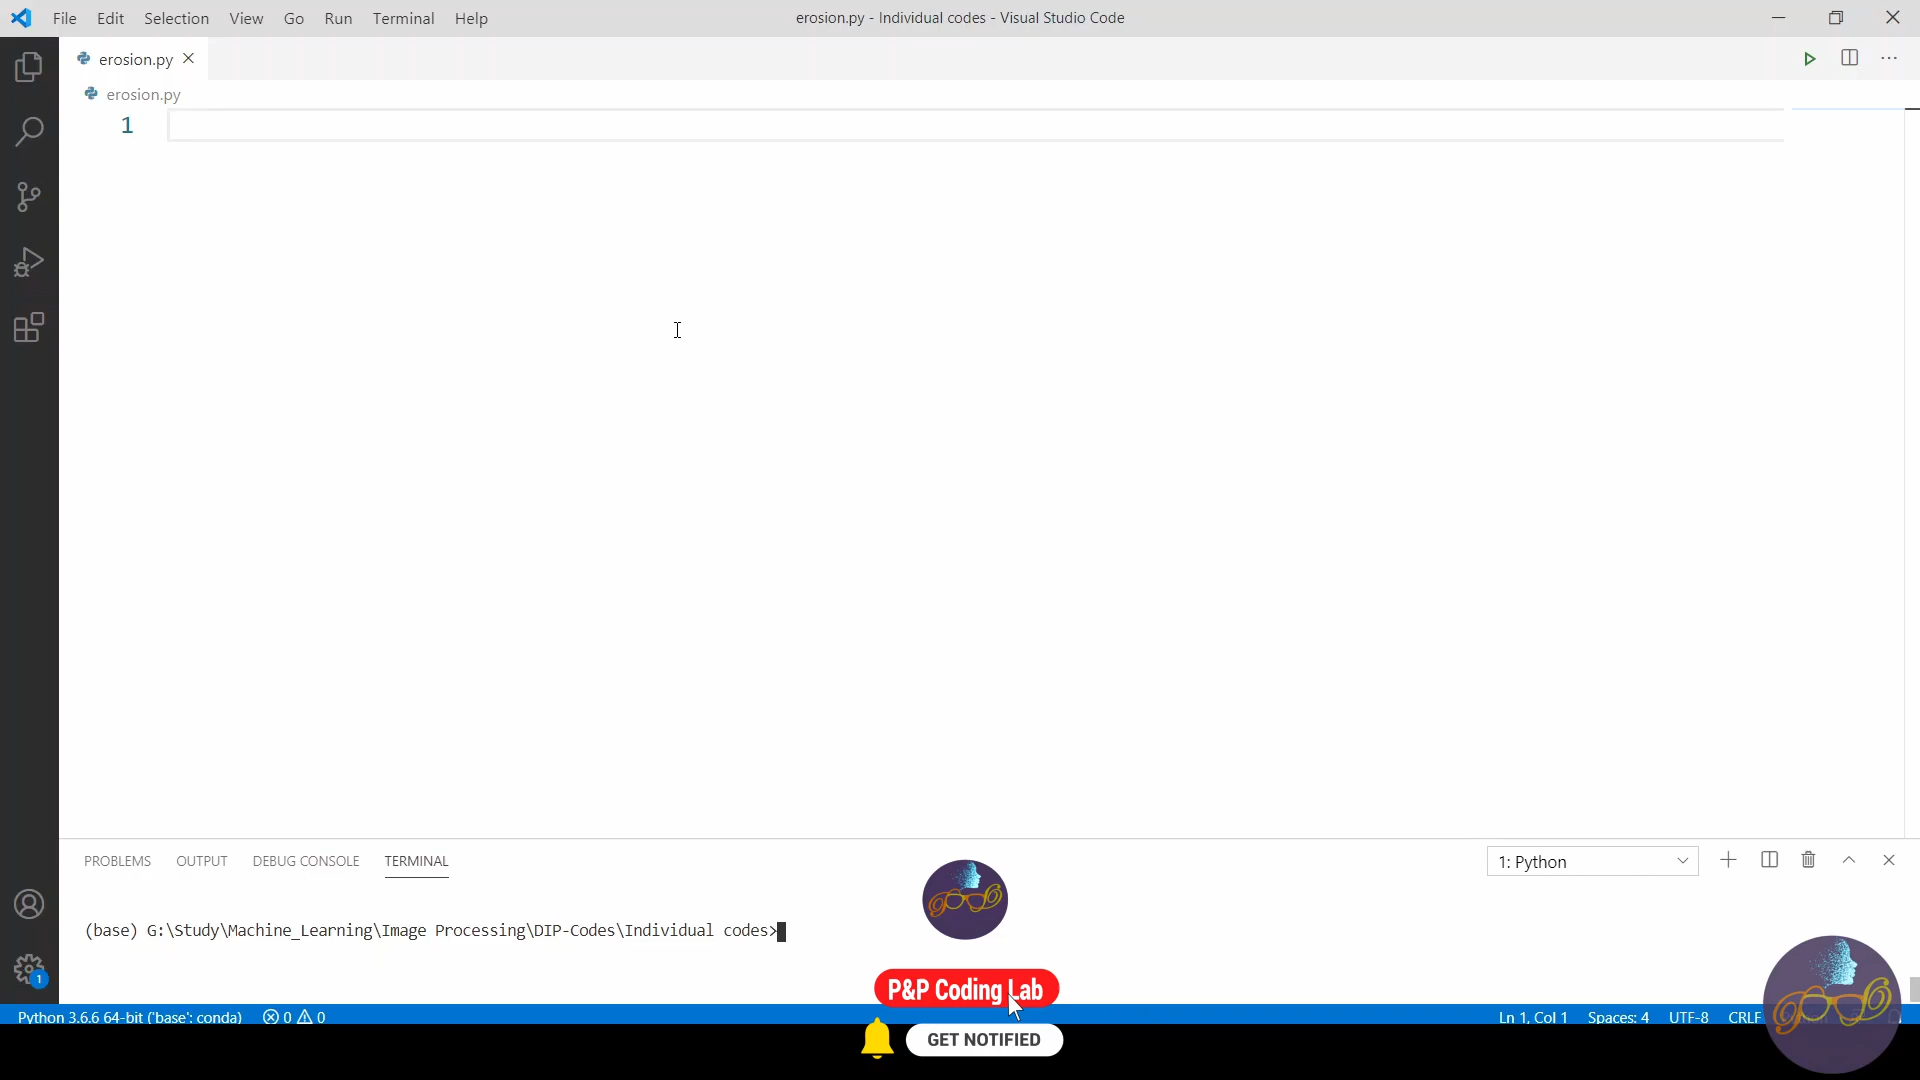 File Edit Selection View Go Run Terminal Help erosion.py - Individual codes - Visual Studio Code
erosion.py
erosion.py
1
PROBLEMS OUTPUT DEBUG CONSOLE TERMINAL 1: Python
(base) G:\Study\Machine_Learning\Image Processing\DIP-Codes\Individual codes>
P&P Coding Lab
1
Python 3.6.6 64-bit ('base': conda) 0 0 Ln 1, Col 1 Spaces: 4 UTF-8 CRLF
GET NOTIFIED